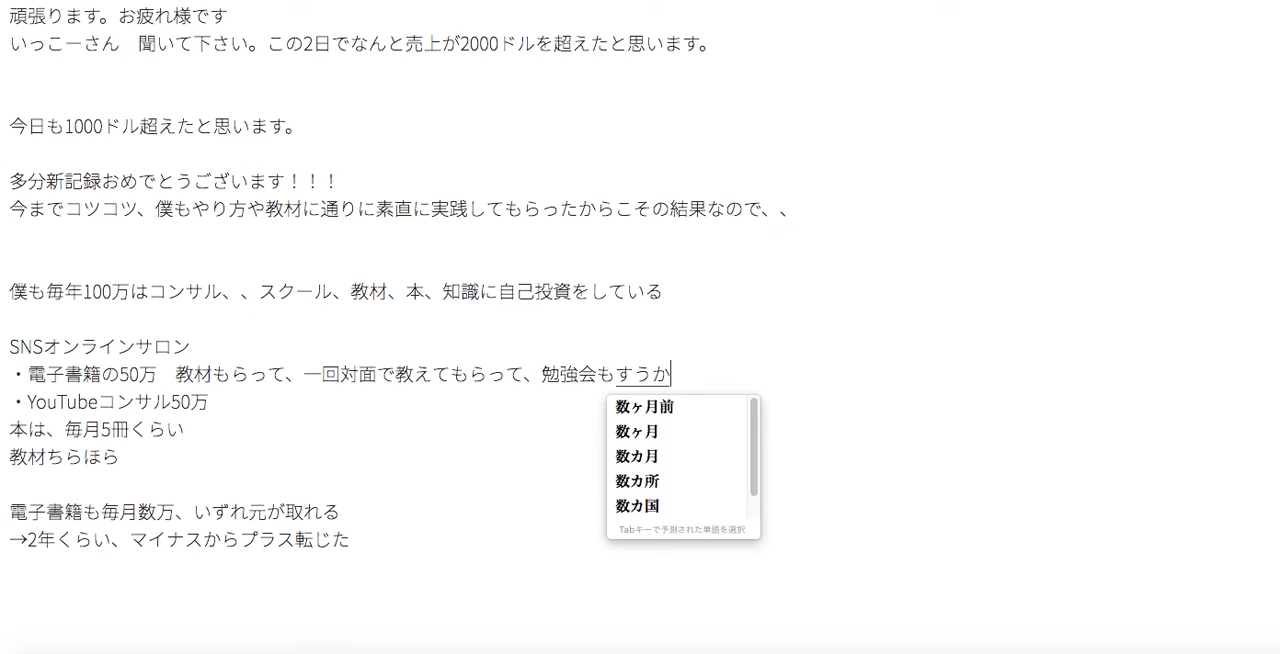 頑張ります。お疲れ様です
いっこーさん　聞いて下さい。この2日でなんと売上が2000ドルを超えたと思います。
今日も1000ドル超えたと思います。
多分新記録おめでとうございます！！！
今までコツコツ、僕もやり方や教材に通りに素直に実践してもらったからこその結果なので、、
僕も毎年100万はコンサル、、スクール、教材、本、知識に自己投資をしている
SNSオンラインサロン
・電子書籍の50万　教材もらって、一回対面で教えてもらって、勉強会もすうか
・YouTubeコンサル50万
本は、毎月5冊くらい
教材ちらほら
電子書籍も毎月数万、いずれ元が取れる
→2年くらい、マイナスからプラス転じた
数ヶ月前
数ヶ月
数カ月
数カ所
数カ国
Tabキーで予測された単語を選択